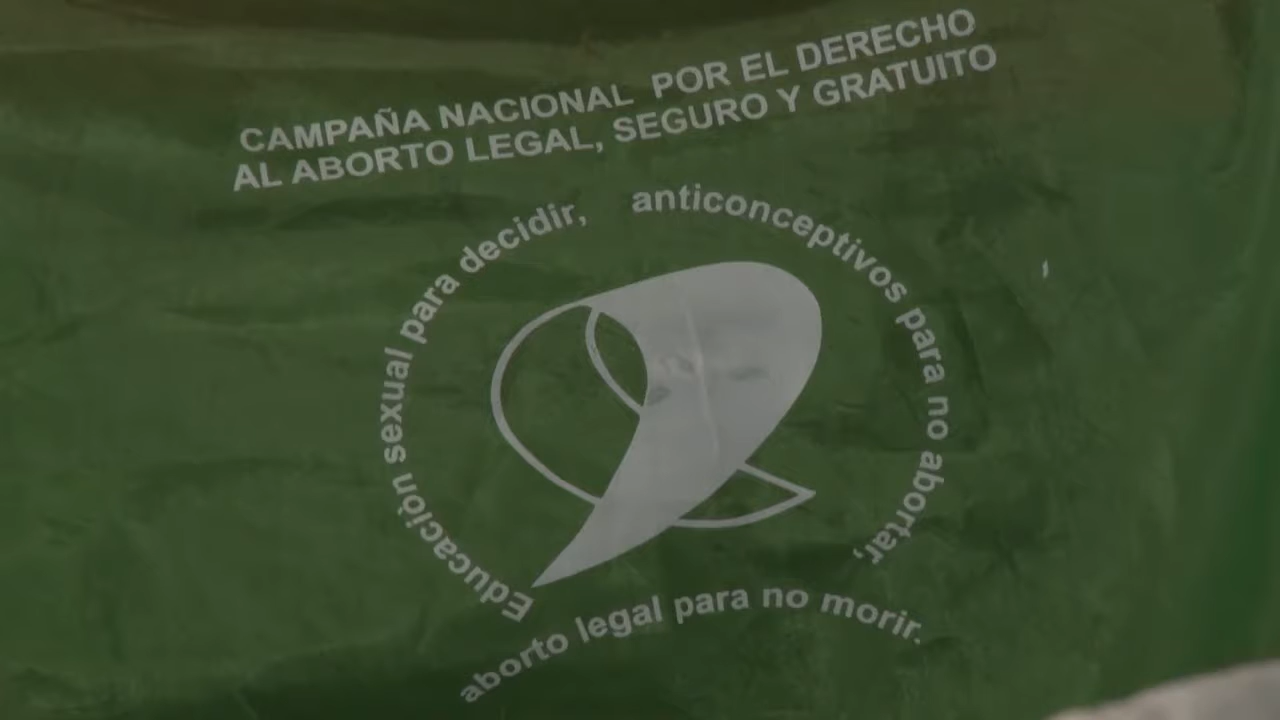 CAMPAÑA NACIONAL POR EL DERECHO
AL ABORTO LEGAL, SEGURO Y GRATUITO
Educaciòn sexual para decidir, anticonceptivos para no abortar,
aborto legal para no morir.